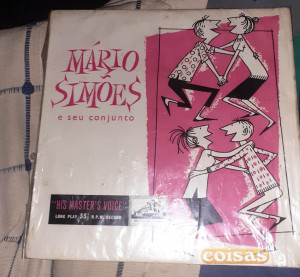 MÁRIO
SIMÕES
e seu conjunto
"HIS MASTER'S VOICE"
LONG PLAY 33⅓ R.P.M. RECORD
coisas